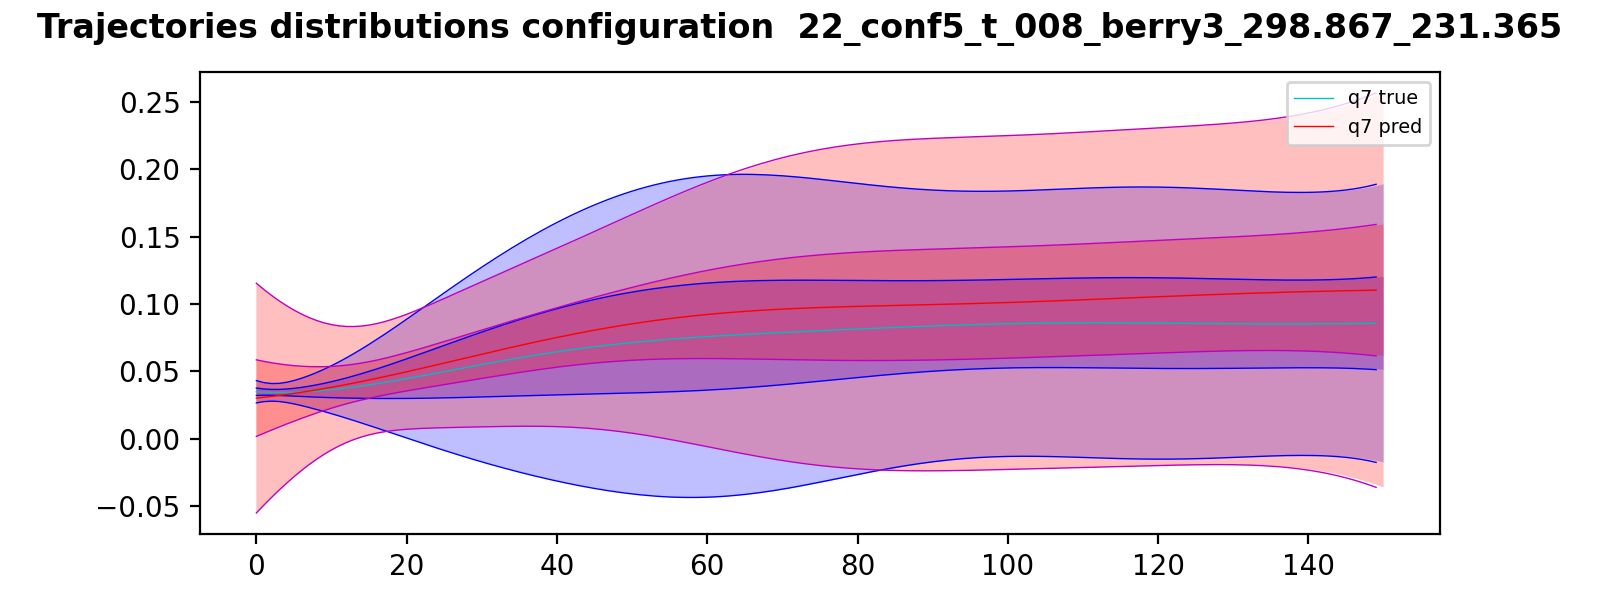 Trajectories distributions configuration  22_conf5_t_008_berry3_298.867_231.365
0.25
0.20
0.15
0.10
0.05
0.00
−0.05
q7 true
q7 pred
0 20 40 60 80 100 120 140